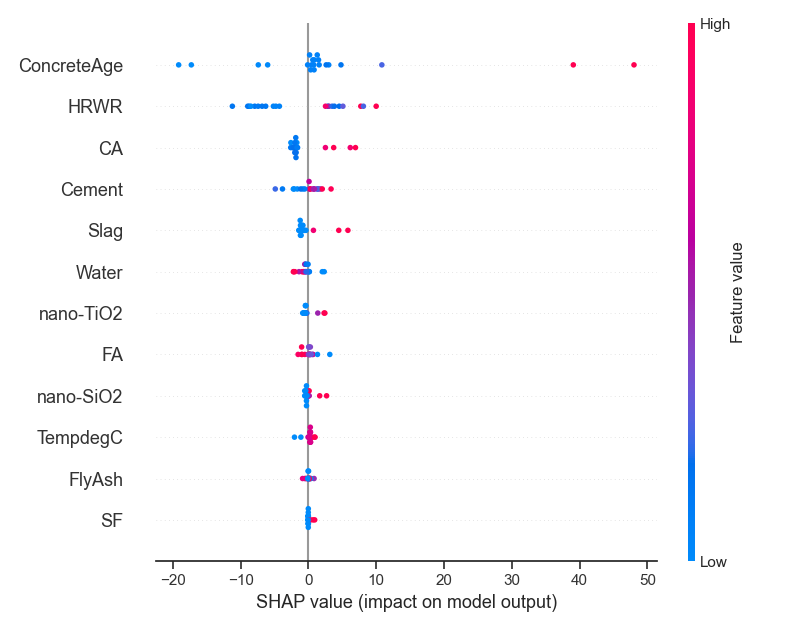 High
ConcreteAge
HRWR
CA
Cement
Slag
Water
nano-TiO2
FA
nano-SiO2
TempdegC
FlyAsh
SF
Feature value
Low
−20 −10 0 10 20 30 40 50
SHAP value (impact on model output)